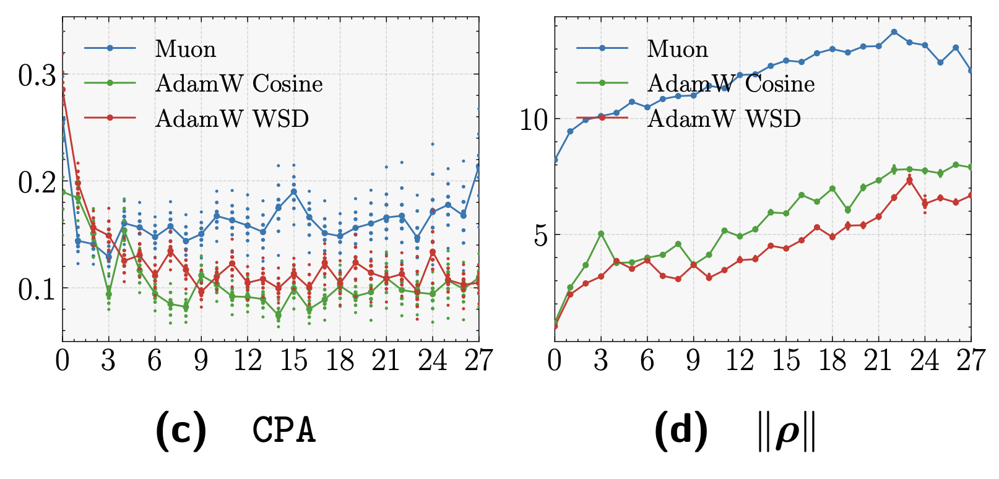 Muon
AdamW Cosine
AdamW WSD
0.3
0.2
0.1
0 3 6 9 12 15 18 21 24 27
(c) CPA
Muon
AdamW Cosine
AdamW WSD
10
5
0 3 6 9 12 15 18 21 24 27
(d) ‖ρ‖